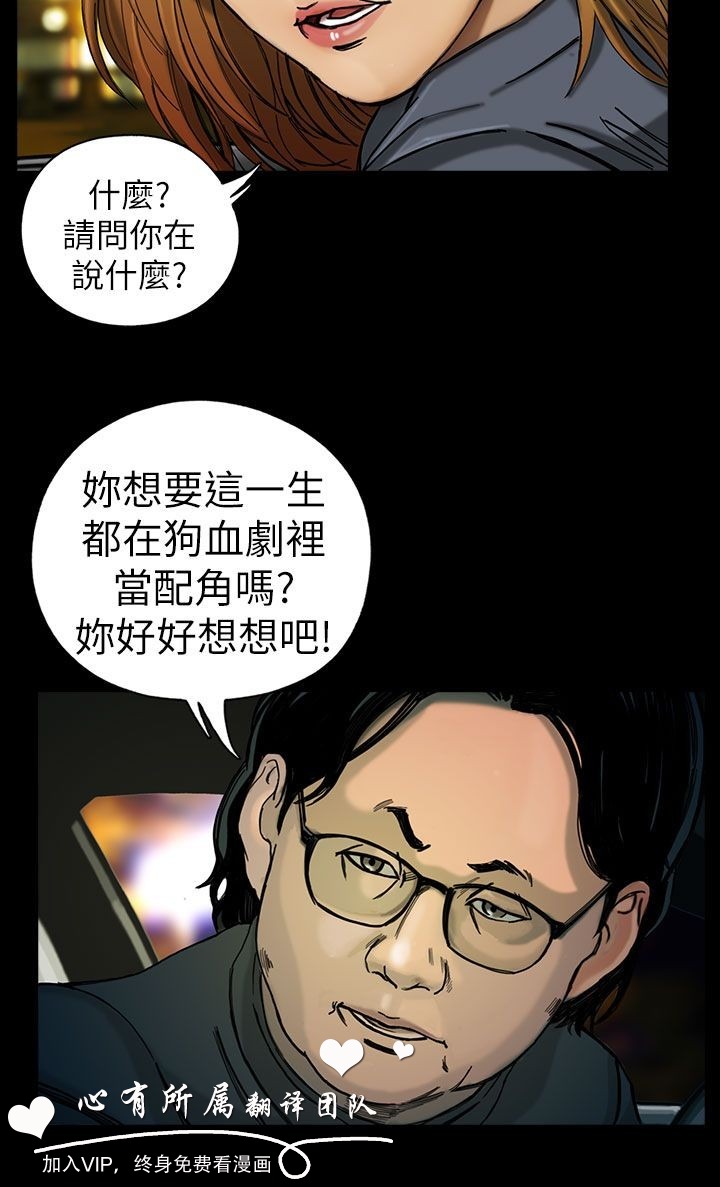 什麼?
請問你在
說什麼?
妳想要這一生
都在狗血劇裡
當配角嗎?
妳好好想想吧!
心有所属翻译团队
加入VIP，终身免费看漫画